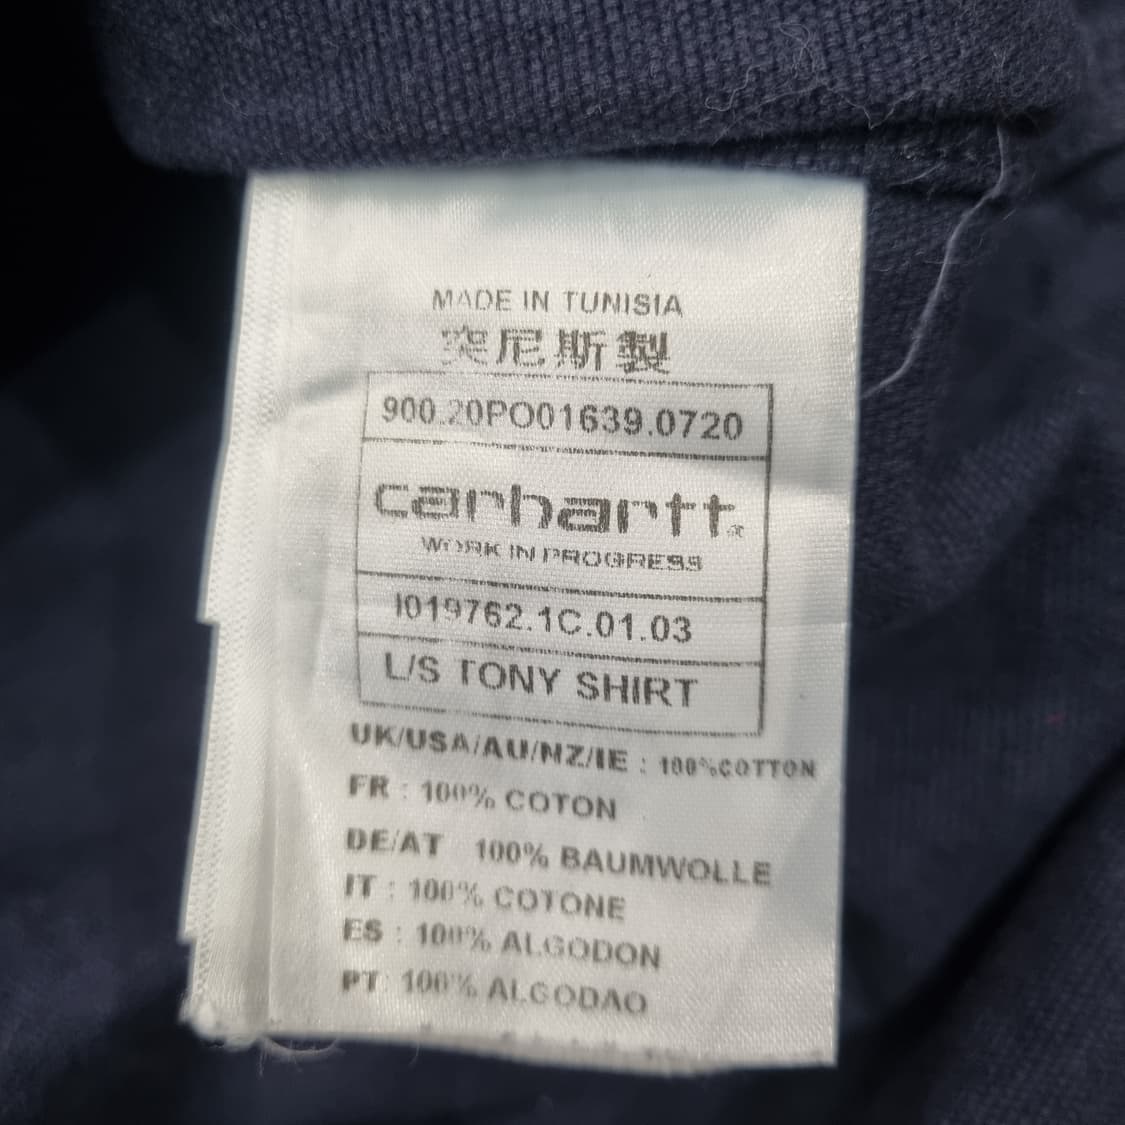 MADE IN TUNISIA
突尼斯製
900.20PO01639.0720
carhartt®
WORK IN PROGRESS
I019762.1C.01.03
L/S TONY SHIRT
UK/USA/AU/NZ/IE : 100%COTTON
FR : 100% COTON
DE/AT 100% BAUMWOLLE
IT : 100% COTONE
ES : 100% ALGODON
PT: 100% ALGODAO